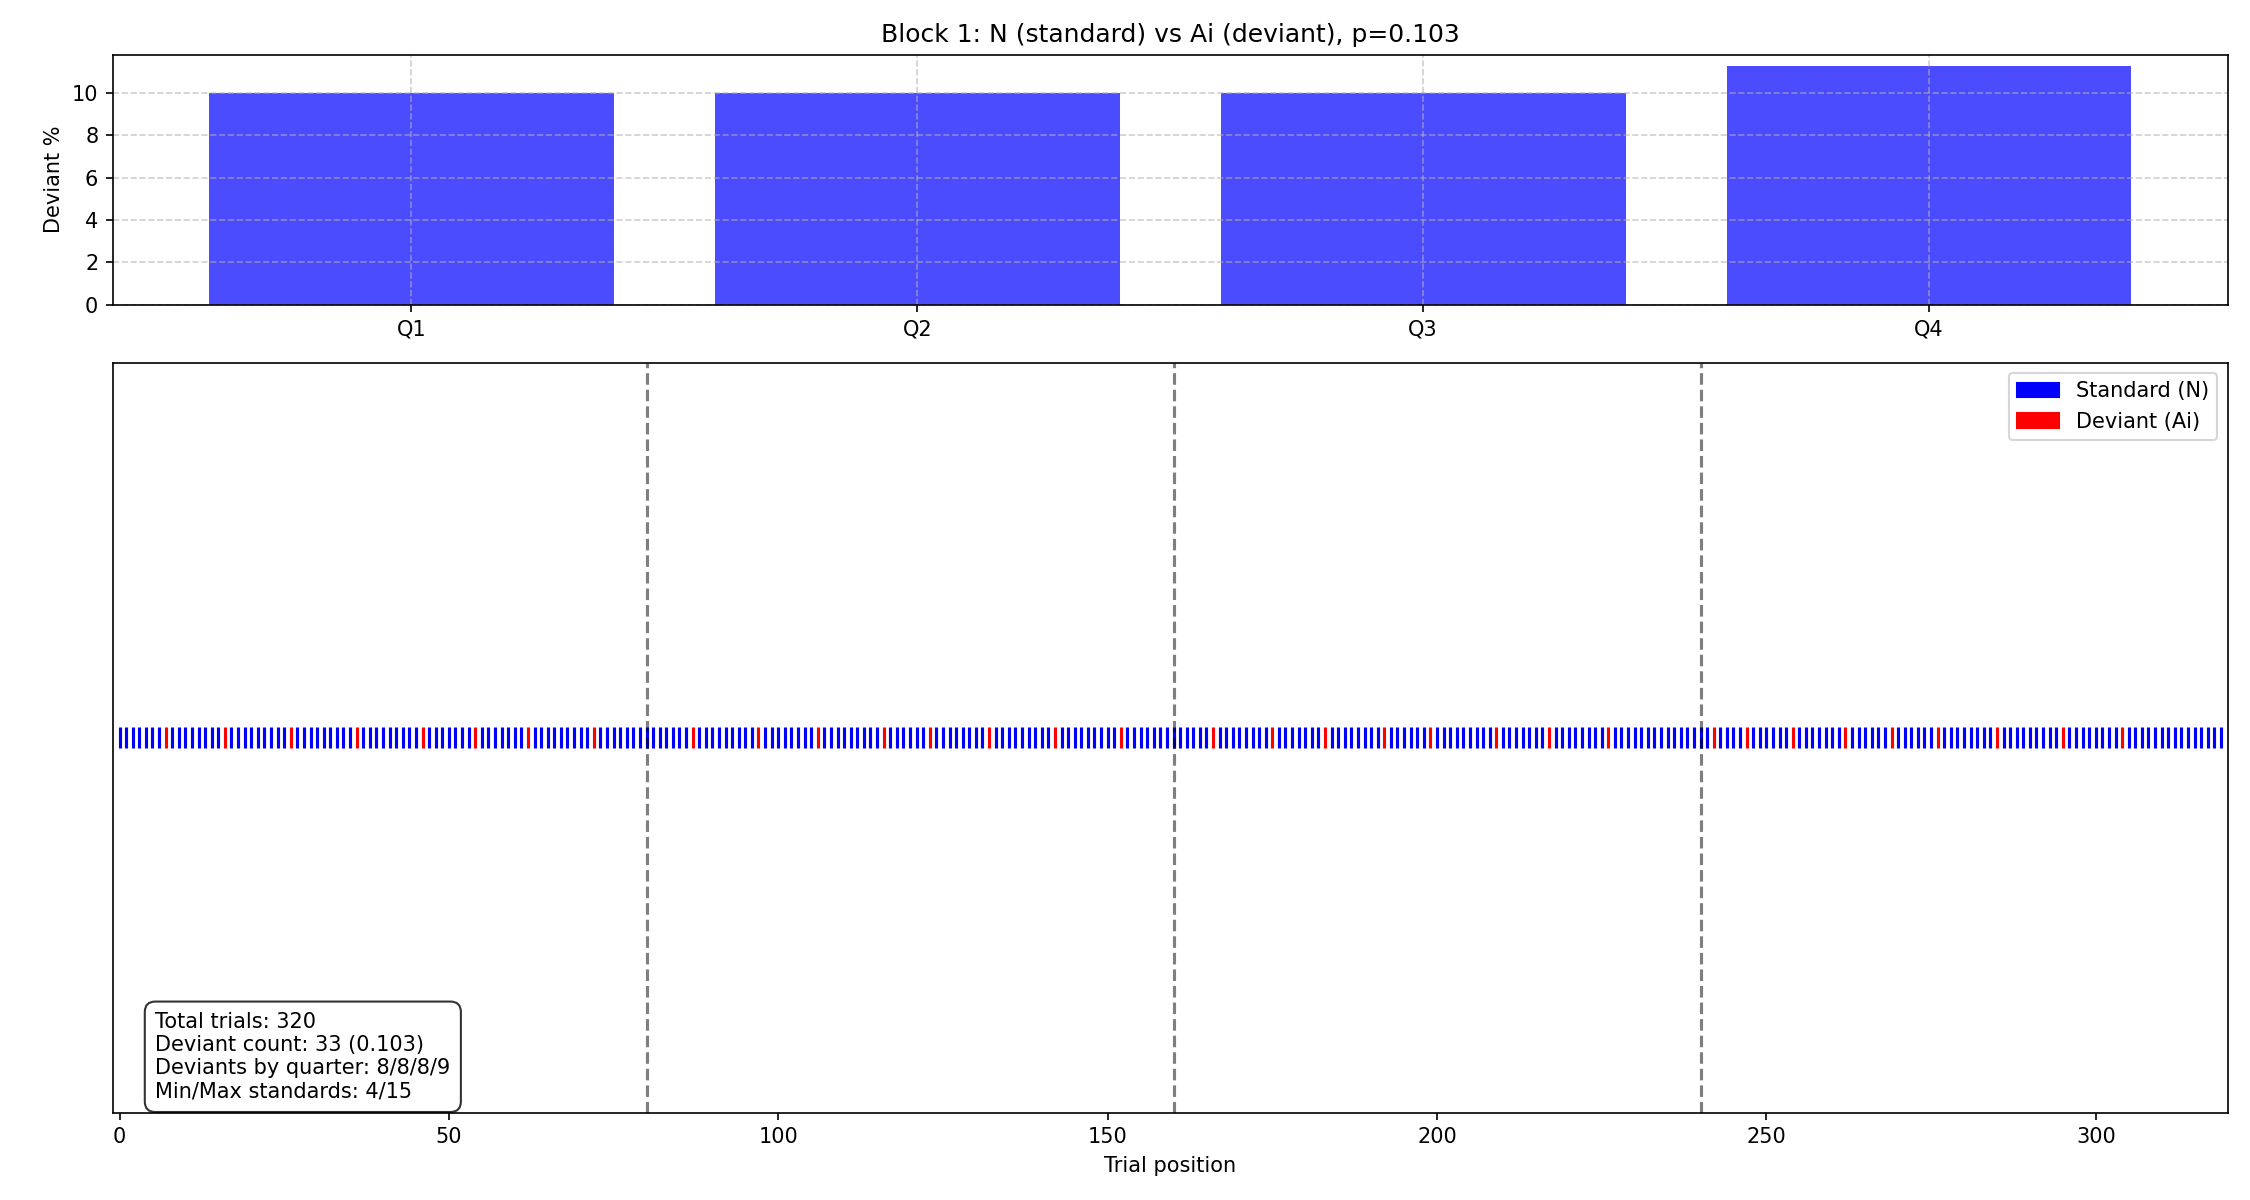 Block 1: N (standard) vs Ai (deviant), p=0.103
10
8
6
4
2
0
Deviant %
Q1 Q2 Q3 Q4
Standard (N)
Deviant (Ai)
Total trials: 320
Deviant count: 33 (0.103)
Deviants by quarter: 8/8/8/9
Min/Max standards: 4/15
0 50 100 150 200 250 300
Trial position